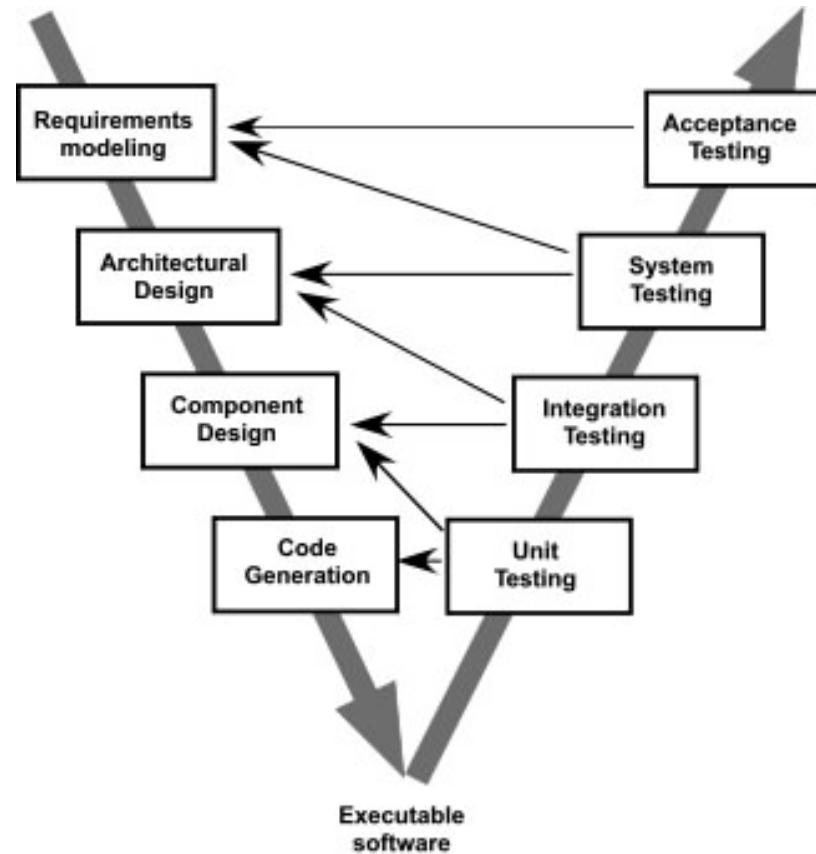 Requirements
modeling
Acceptance
Testing
Architectural
Design
System
Testing
Component
Design
Integration
Testing
Code
Generation
Unit
Testing
Executable
software